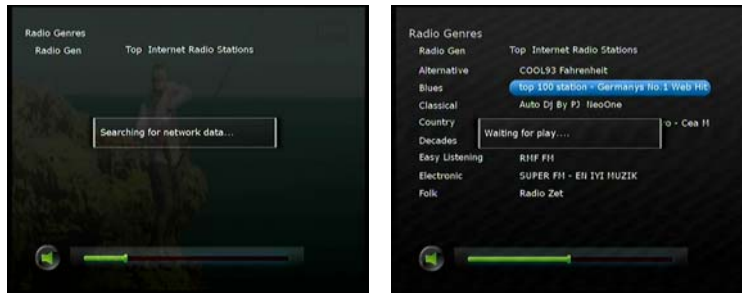 Radio Genres
Radio Gen Top Internet Radio Stations
Searching for network data...
Radio Genres
Radio Gen Top Internet Radio Stations
Alternative COOL93 Fahrenheit
Blues top 100 station - Germanys No.1 Web Hit
Classical Auto Dj By PJ NeoOne
Country o - Cea M
Waiting for play....
Decades
Easy Listening RMF FM
Electronic SUPER FM - EN IYI MUZIK
Folk Radio Zet